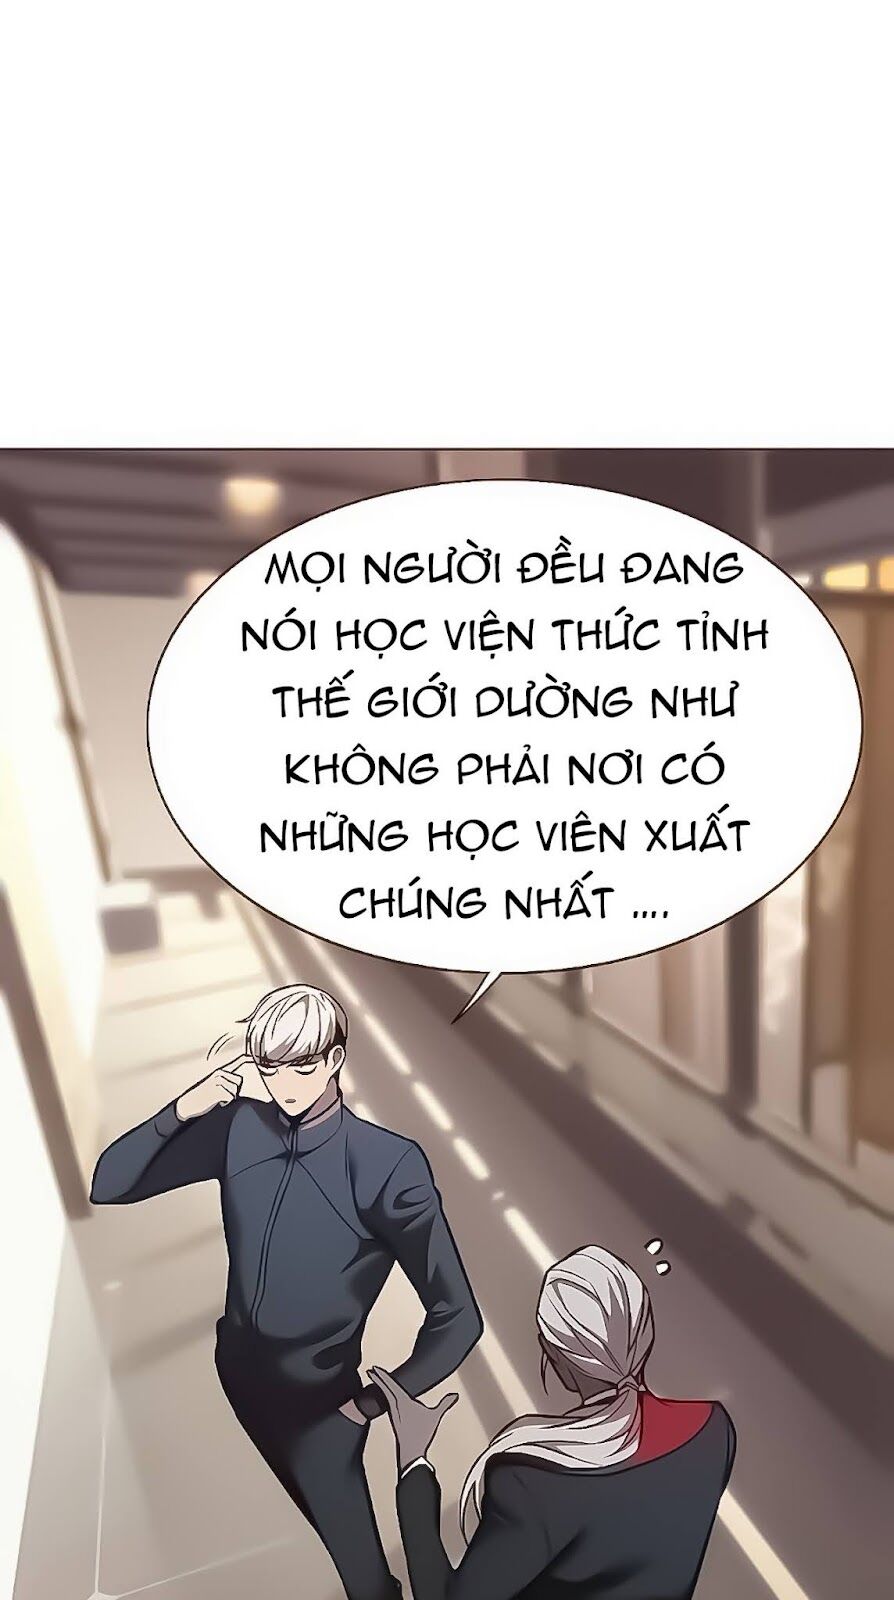 MỌI NGƯỜI ĐỀU ĐANG
NÓI HỌC VIỆN THỨC TỈNH
THẾ GIỚI DƯỜNG NHƯ
KHÔNG PHẢI NƠI CÓ
NHỮNG HỌC VIÊN XUẤT
CHÚNG NHẤT ....